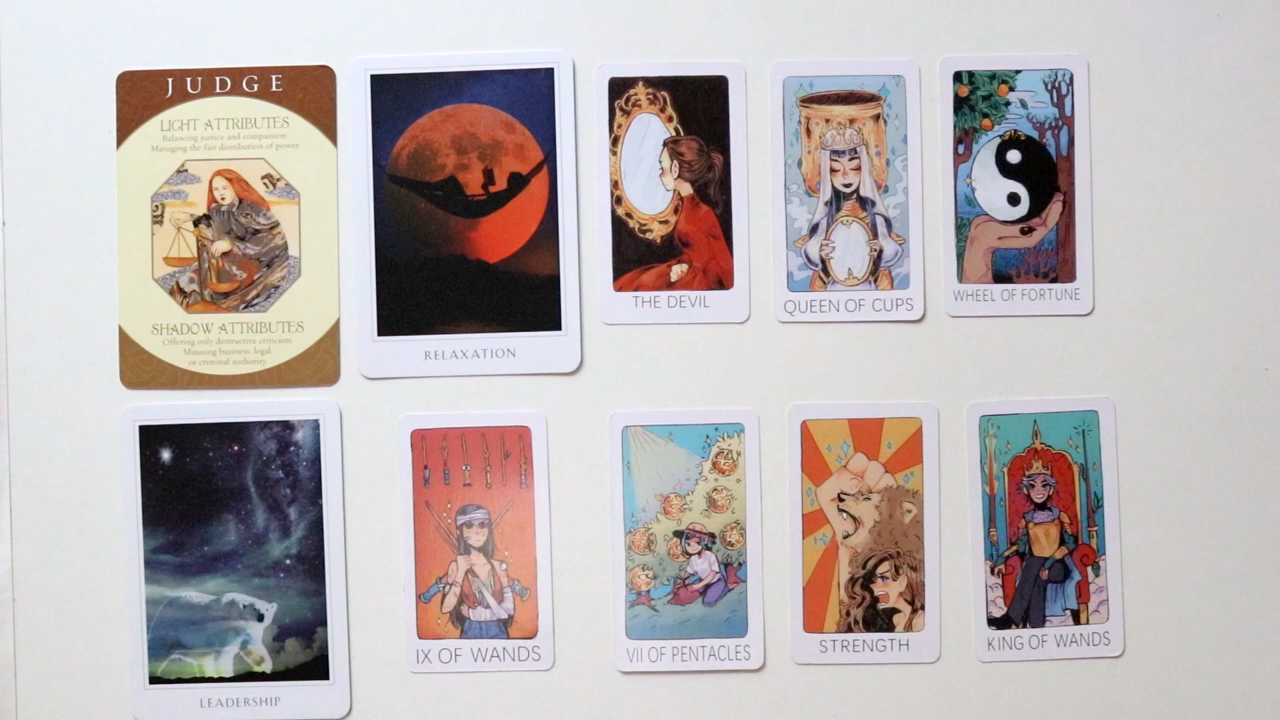 JUDGE
LIGHT ATTRIBUTES
Balancing justice and compassion.
Managing the fair distribution of power.
SHADOW ATTRIBUTES
Offering only destructive criticism.
Misusing business, legal,
or criminal authority.
RELAXATION
THE DEVIL
QUEEN OF CUPS
WHEEL OF FORTUNE
LEADERSHIP
IX OF WANDS
VII OF PENTACLES
STRENGTH
KING OF WANDS